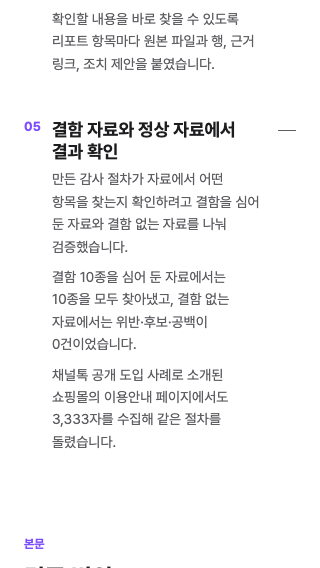 확인할 내용을 바로 찾을 수 있도록
리포트 항목마다 원본 파일과 행, 근거
링크, 조치 제안을 붙였습니다.
05 결함 자료와 정상 자료에서
결과 확인
만든 감사 절차가 자료에서 어떤
항목을 찾는지 확인하려고 결함을 심어
둔 자료와 결함 없는 자료를 나눠
검증했습니다.
결함 10종을 심어 둔 자료에서는
10종을 모두 찾아냈고, 결함 없는
자료에서는 위반·후보·공백이
0건이었습니다.
채널톡 공개 도입 사례로 소개된
쇼핑몰의 이용안내 페이지에서도
3,333자를 수집해 같은 절차를
돌렸습니다.
본문